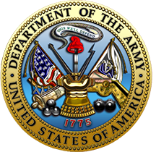 · DEPARTMENT OF THE ARMY ·
UNITED STATES OF AMERICA
1775